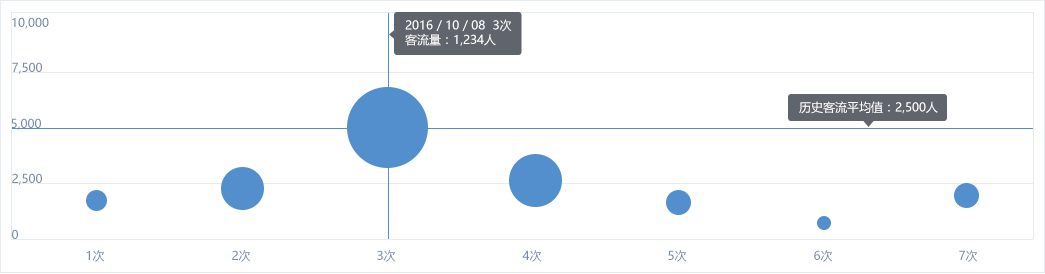 10,000
2016 / 10 / 08 3次
客流量：1,234人
7,500
历史客流平均值：2,500人
5,000
2,500
0
1次
2次
3次
4次
5次
6次
7次